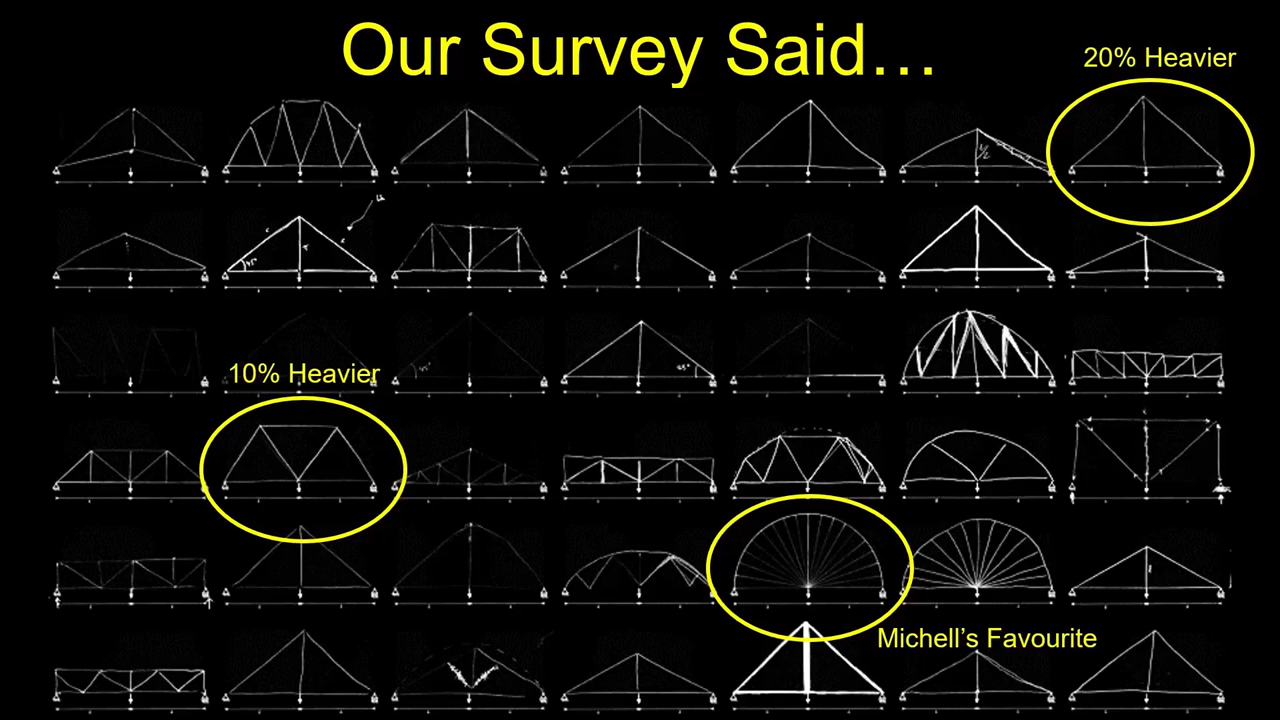 Our Survey Said…
20% Heavier
10% Heavier
Michell’s Favourite